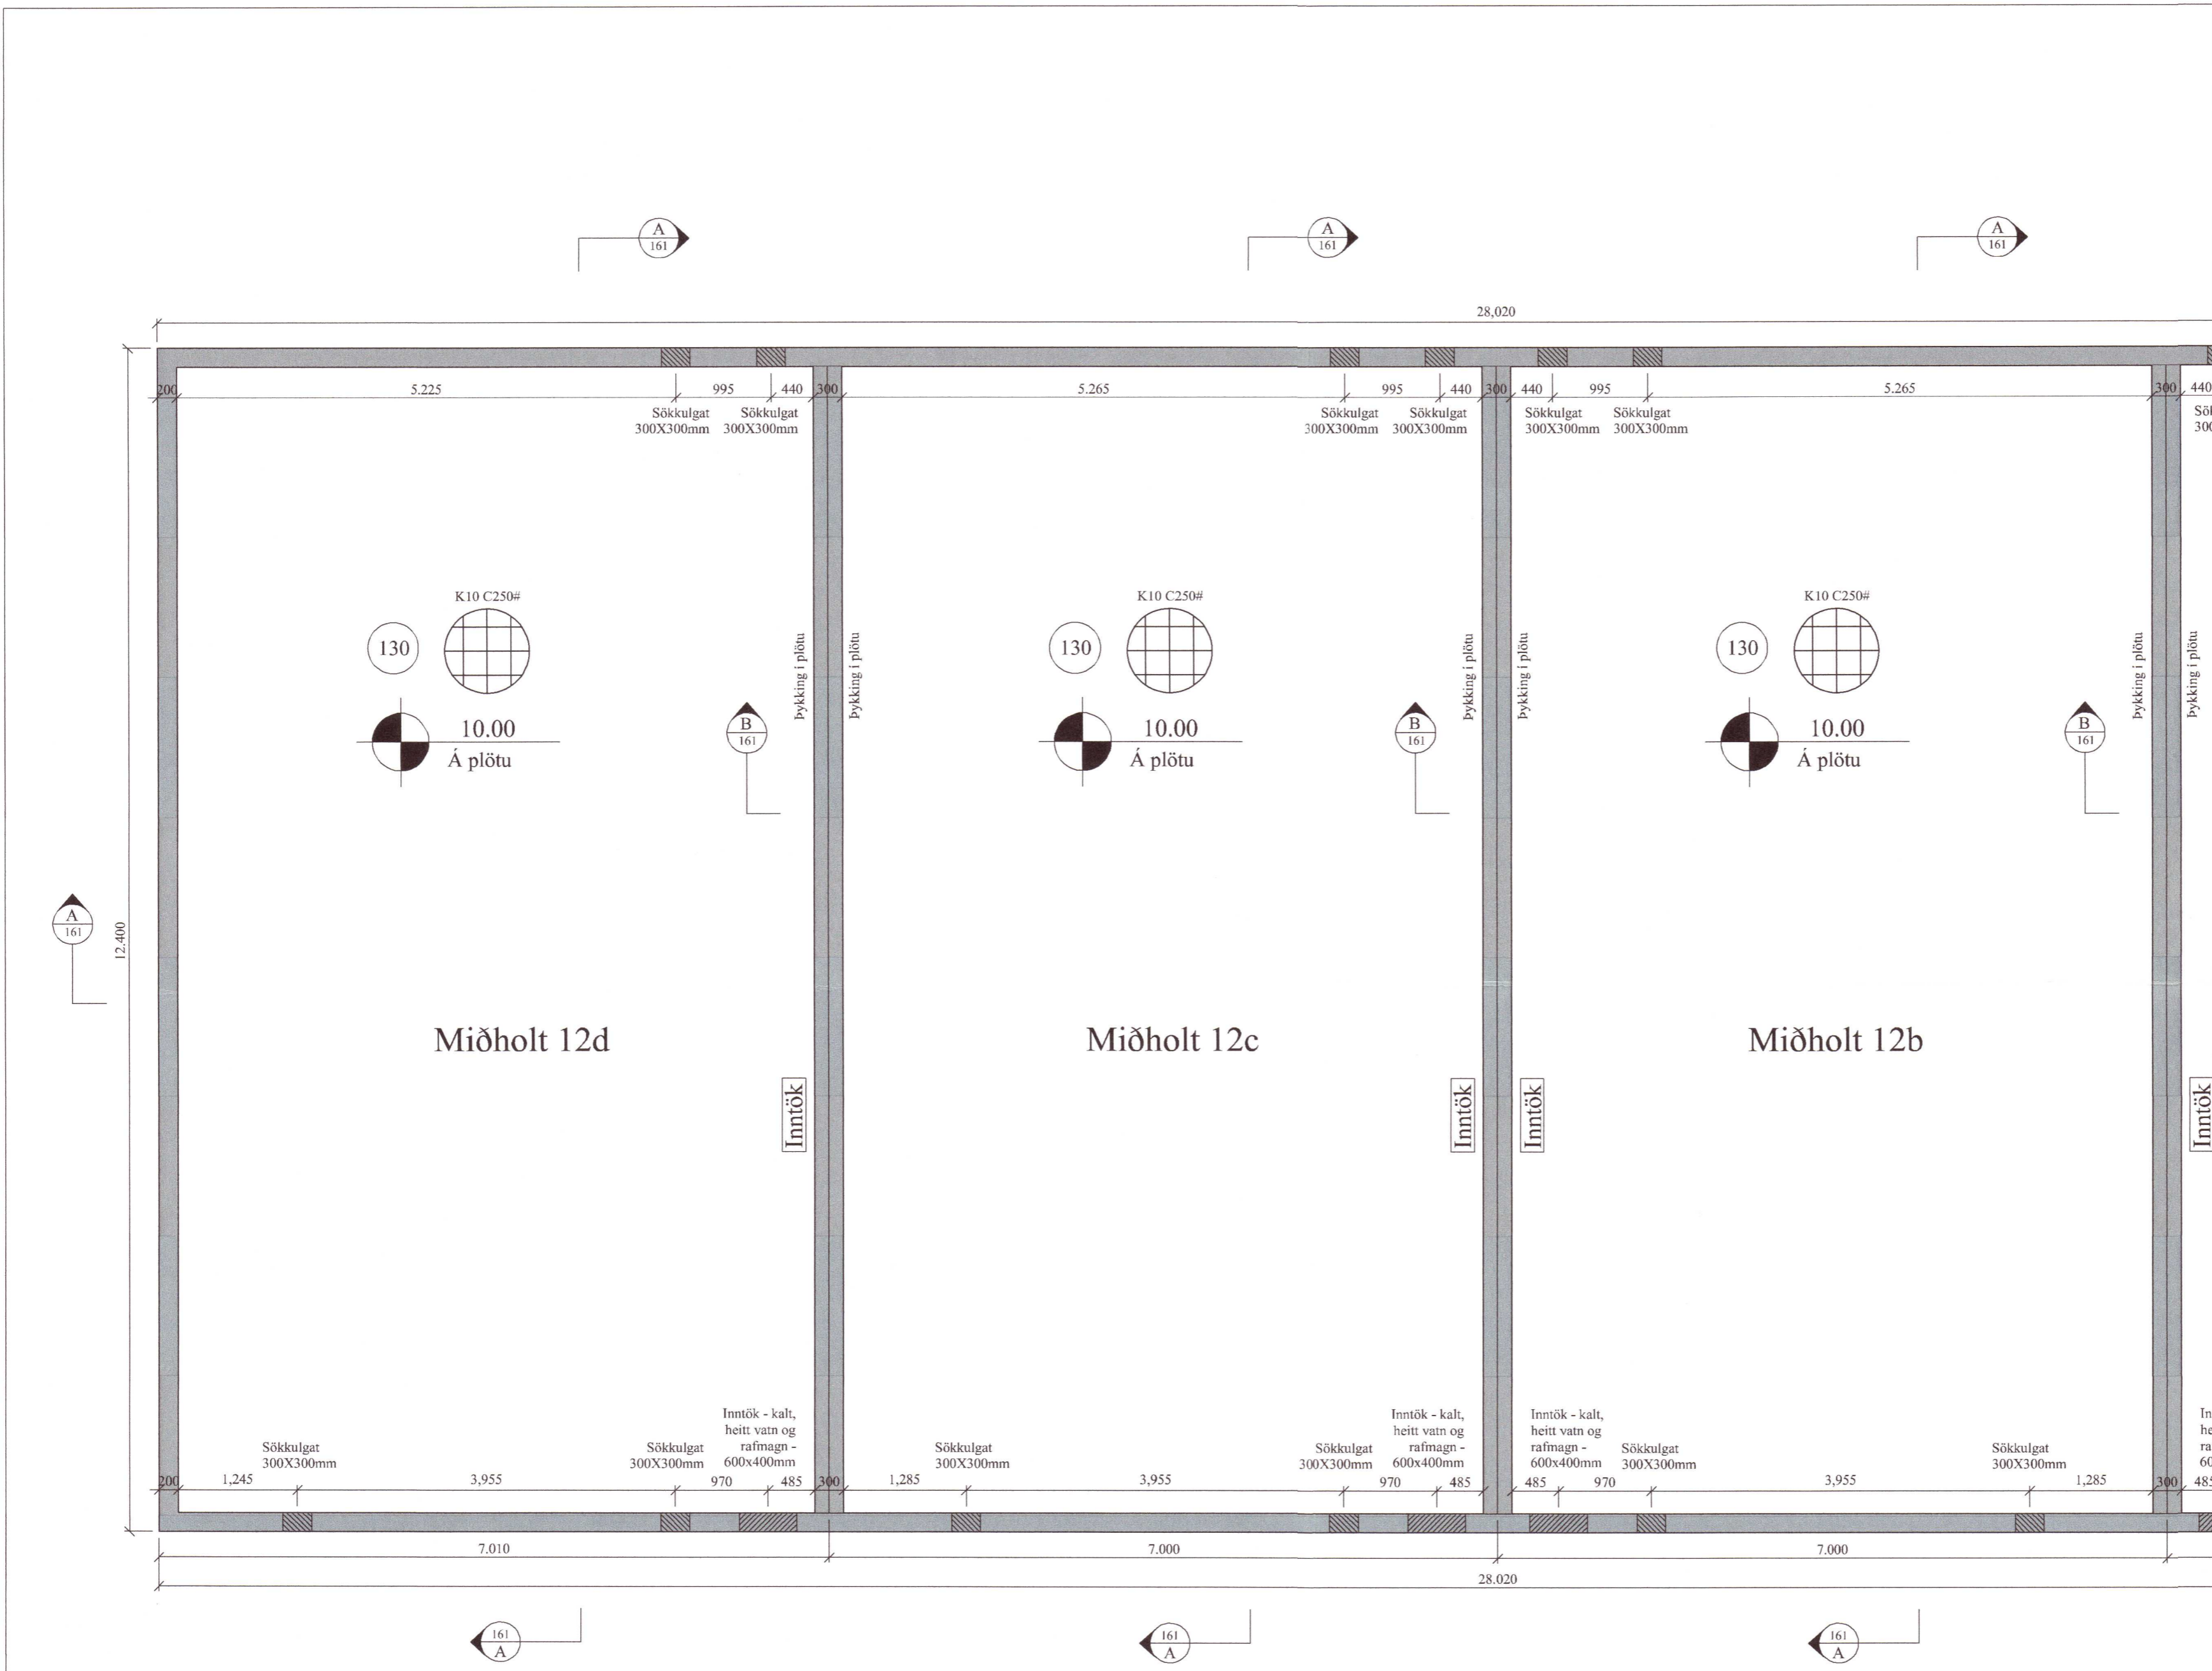 A
161
A
161
A
161
28,020
200
5.225
995
440
300
5.265
995
440
300
440
995
5.265
300
440
Sökkulgat
300X300mm
Sökkulgat
300X300mm
Sökkulgat
300X300mm
Sökkulgat
300X300mm
Sökkulgat
300X300mm
Sökkulgat
300X300mm
K10 C250#
130
10.00
Á plötu
K10 C250#
130
10.00
Á plötu
K10 C250#
130
10.00
Á plötu
Þykking i plötu
Þykking i plötu
Þykking i plötu
Þykking i plötu
Þykking i plötu
Þykking i plötu
B
161
B
161
B
161
A
161
12.400
Miðholt 12d
Miðholt 12c
Miðholt 12b
Inntök
Inntök
Inntök
Inntök
Sökkulgat
300X300mm
Sökkulgat
300X300mm
Inntök - kalt,
heitt vatn og
rafmagn -
600x400mm
Sökkulgat
300X300mm
Sökkulgat
300X300mm
Inntök - kalt,
heitt vatn og
rafmagn -
600x400mm
Inntök - kalt,
heitt vatn og
rafmagn -
600x400mm
Sökkulgat
300X300mm
Sökkulgat
300X300mm
200
1,245
3,955
970
485
300
1,285
3,955
970
485
485
970
3,955
1,285
300
485
7.010
7.000
7.000
28.020
161
A
161
A
161
A